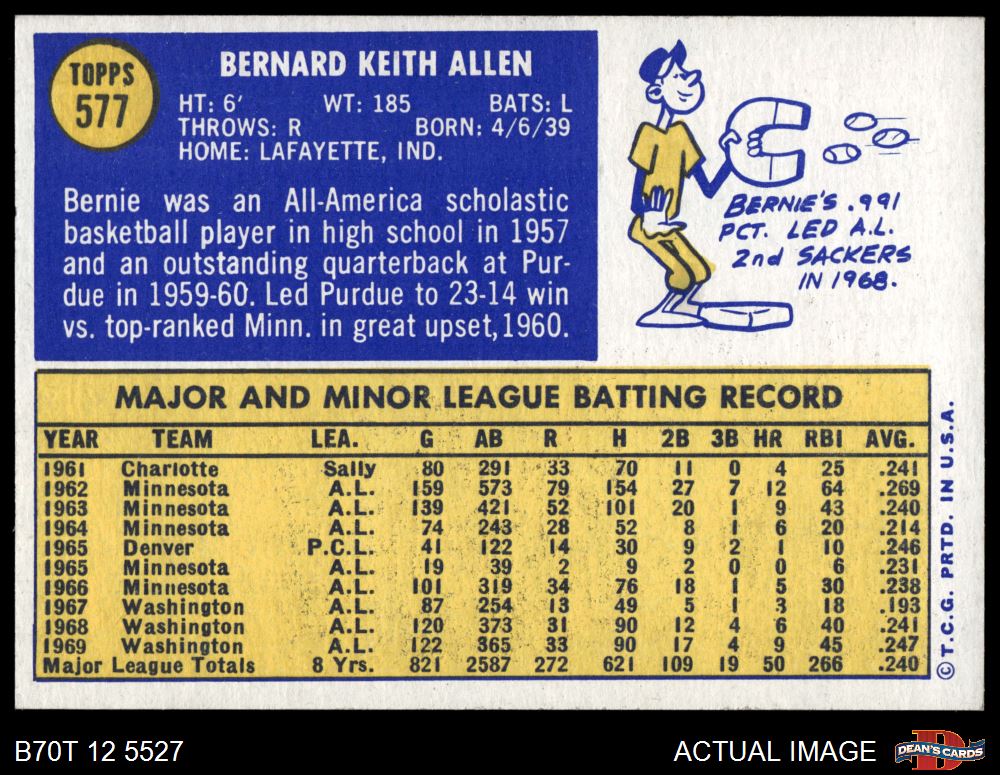 TOPPS
577
BERNARD KEITH ALLEN
HT: 6' WT: 185 BATS: L
THROWS: R BORN: 4/6/39
HOME: LAFAYETTE, IND.
Bernie was an All-America scholastic
basketball player in high school in 1957
and an outstanding quarterback at Pur-
due in 1959-60. Led Purdue to 23-14 win
vs. top-ranked Minn. in great upset, 1960.
BERNIE'S .991
PCT. LED A.L.
2nd SACKERS
IN 1968.
MAJOR AND MINOR LEAGUE BATTING RECORD
YEAR TEAM LEA. G AB R H 2B 3B HR RBI AVG.
1961 Charlotte Sally 80 291 33 70 11 0 4 25 .241
1962 Minnesota A.L. 159 573 79 154 27 7 12 64 .269
1963 Minnesota A.L. 139 421 52 101 20 1 9 43 .240
1964 Minnesota A.L. 74 243 28 52 8 1 6 20 .214
1965 Denver P.C.L. 41 122 14 30 9 2 1 10 .246
1965 Minnesota A.L. 19 39 2 9 2 0 0 6 .231
1966 Minnesota A.L. 101 319 34 76 18 1 5 30 .238
1967 Washington A.L. 87 254 13 49 5 1 3 18 .193
1968 Washington A.L. 120 373 31 90 12 4 6 40 .241
1969 Washington A.L. 122 365 33 90 17 4 9 45 .247
Major League Totals 8 Yrs. 821 2587 272 621 109 19 50 266 .240
© T.C.G. PRTD. IN U.S.A.
B70T 12 5527
ACTUAL IMAGE
DEAN'S CARDS